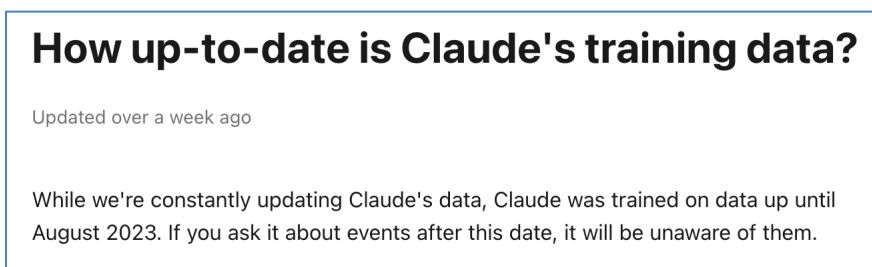 How up-to-date is Claude's training data?
Updated over a week ago
While we're constantly updating Claude's data, Claude was trained on data up until
August 2023. If you ask it about events after this date, it will be unaware of them.